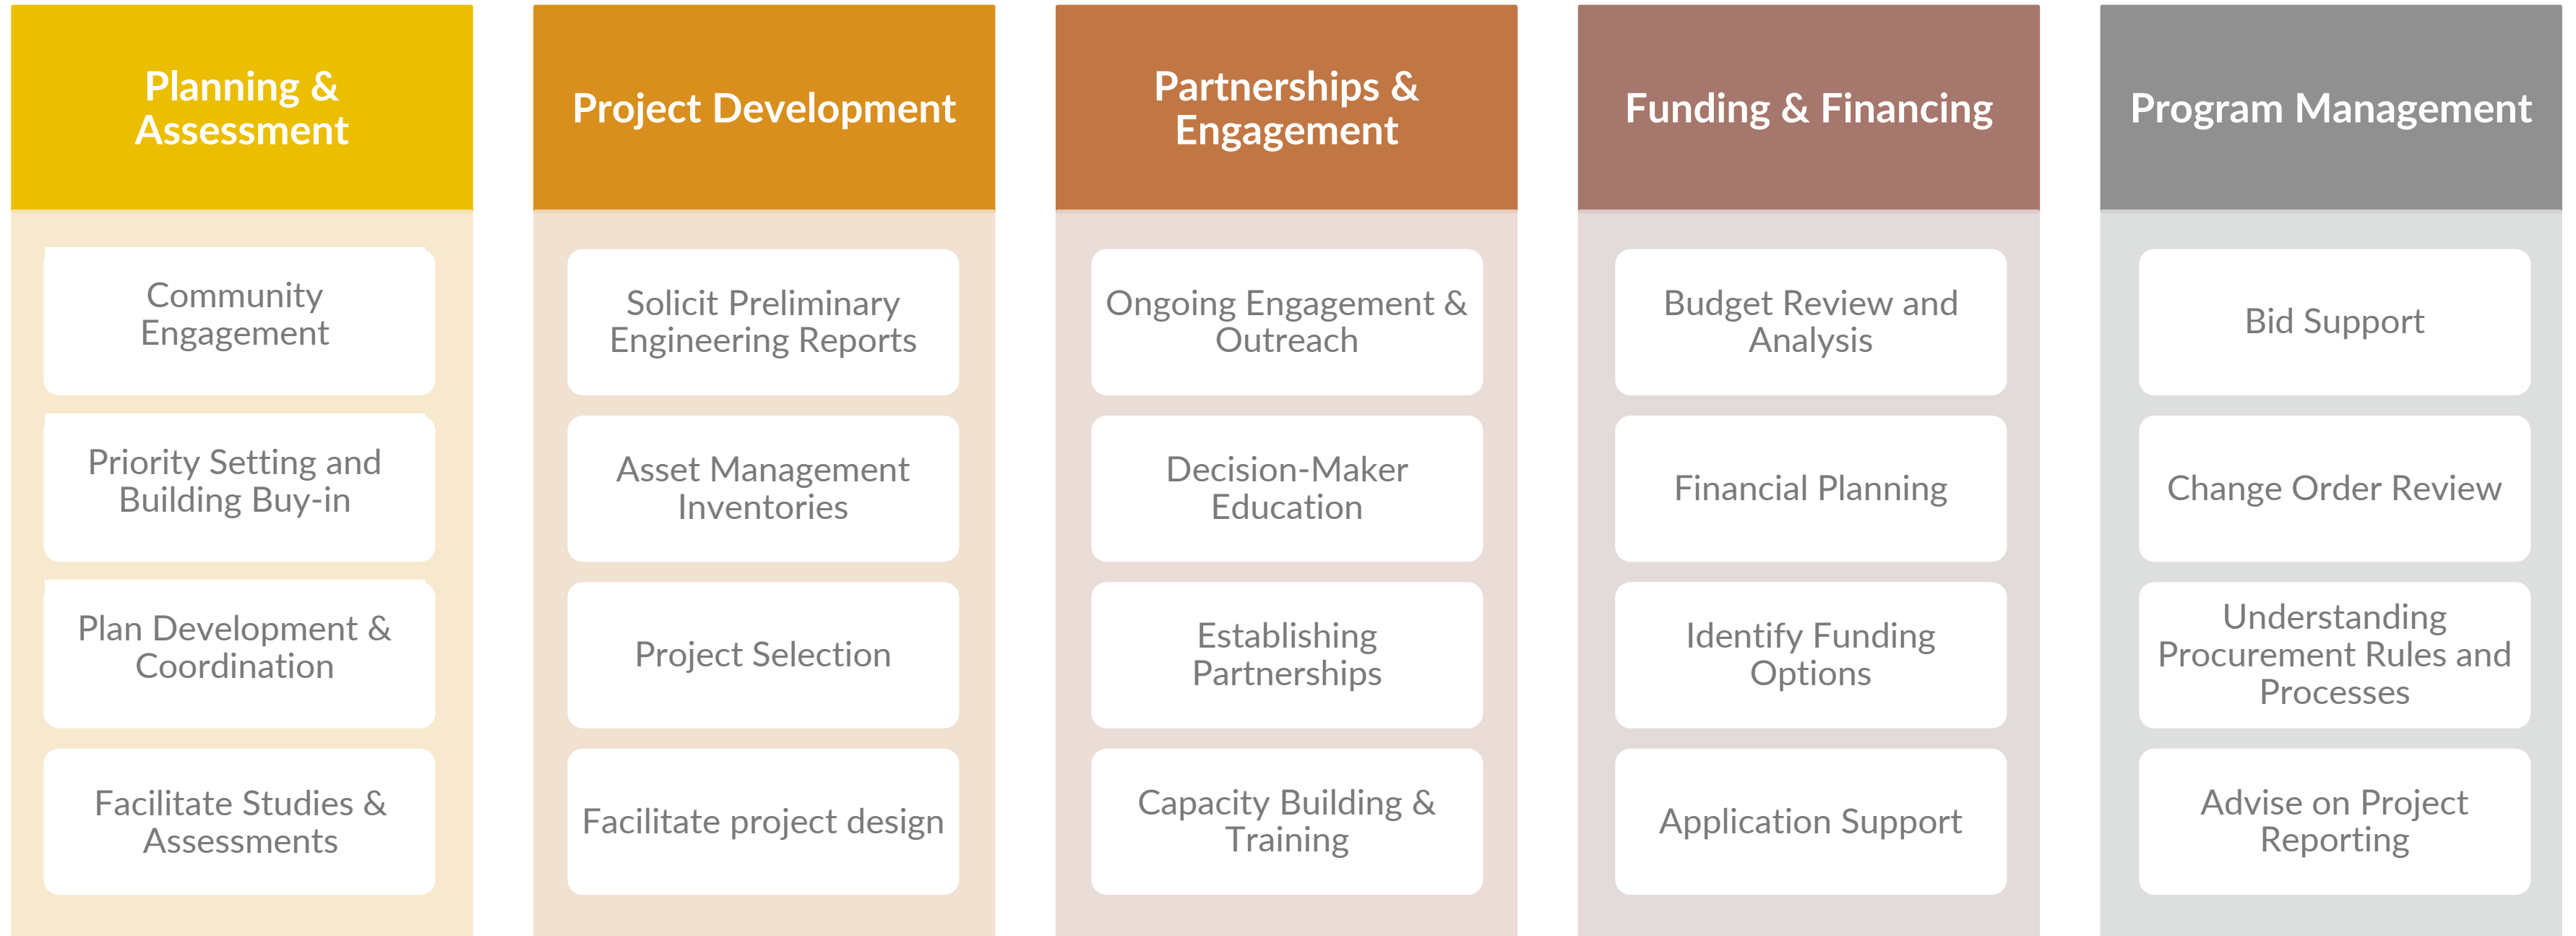 Planning &
Assessment
Community
Engagement
Priority Setting and
Building Buy-in
Plan Development &
Coordination
Facilitate Studies &
Assessments
Project Development
Solicit Preliminary
Engineering Reports
Asset Management
Inventories
Project Selection
Facilitate project design
Partnerships &
Engagement
Ongoing Engagement &
Outreach
Decision-Maker
Education
Establishing
Partnerships
Capacity Building &
Training
Funding & Financing
Budget Review and
Analysis
Financial Planning
Identify Funding
Options
Application Support
Program Management
Bid Support
Change Order Review
Understanding
Procurement Rules and
Processes
Advise on Project
Reporting